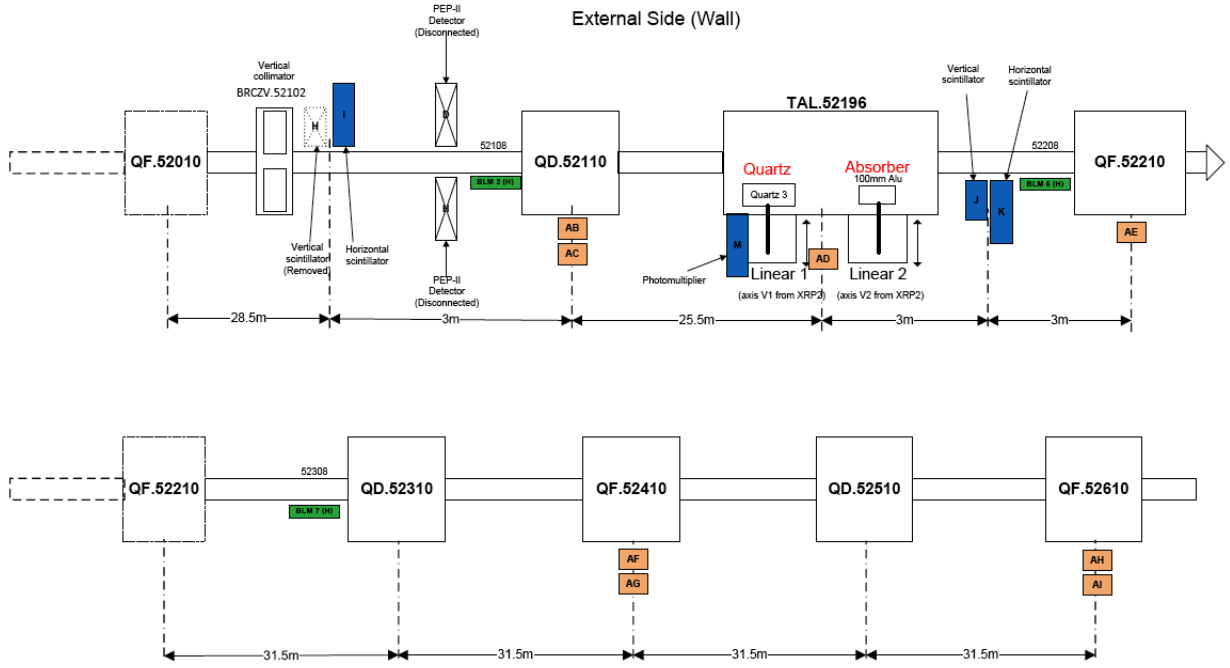 External Side (Wall)
PEP-II
Detector
(Disconnected)
Vertical
collimator
BRCZV.52102
H
I
D
Vertical
scintillator
Horizontal
scintillator
TAL.52196
QF.52010
52108
QD.52110
52208
QF.52210
BLM 2 (H)
Quartz
Quartz 3
Absorber
100mm Alu
BLM 6 (H)
J
K
AB
AC
M
AD
AE
Vertical
scintillator
(Removed)
Horizontal
scintillator
PEP-II
Detector
(Disconnected)
Photomultiplier
Linear 1
(axis V1 from XRP2)
Linear 2
(axis V2 from XRP2)
28.5m
3m
25.5m
3m
3m
QF.52210
52308
BLM 7 (H)
QD.52310
QF.52410
QD.52510
QF.52610
AF
AG
AH
AI
31.5m
31.5m
31.5m
31.5m